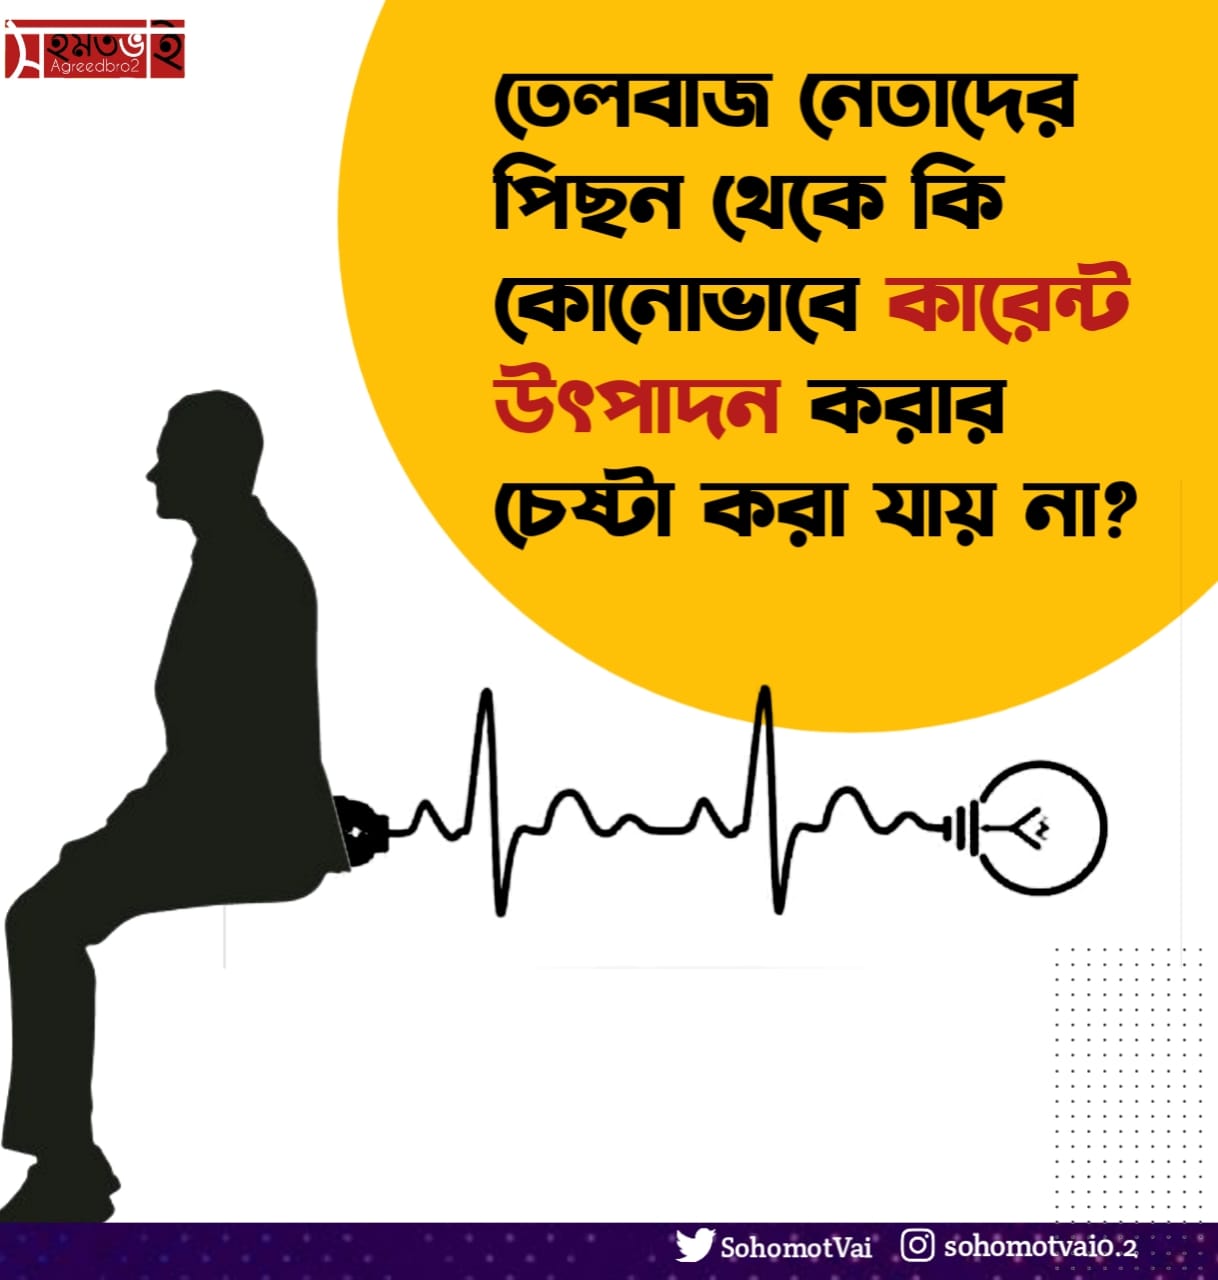 সহমতভাই
Agreedbro2
তেলবাজ নেতাদের
পিছন থেকে কি
কোনোভাবে কারেন্ট
উৎপাদন করার
চেষ্টা করা যায় না?
SohomotVai sohomotvai0.2